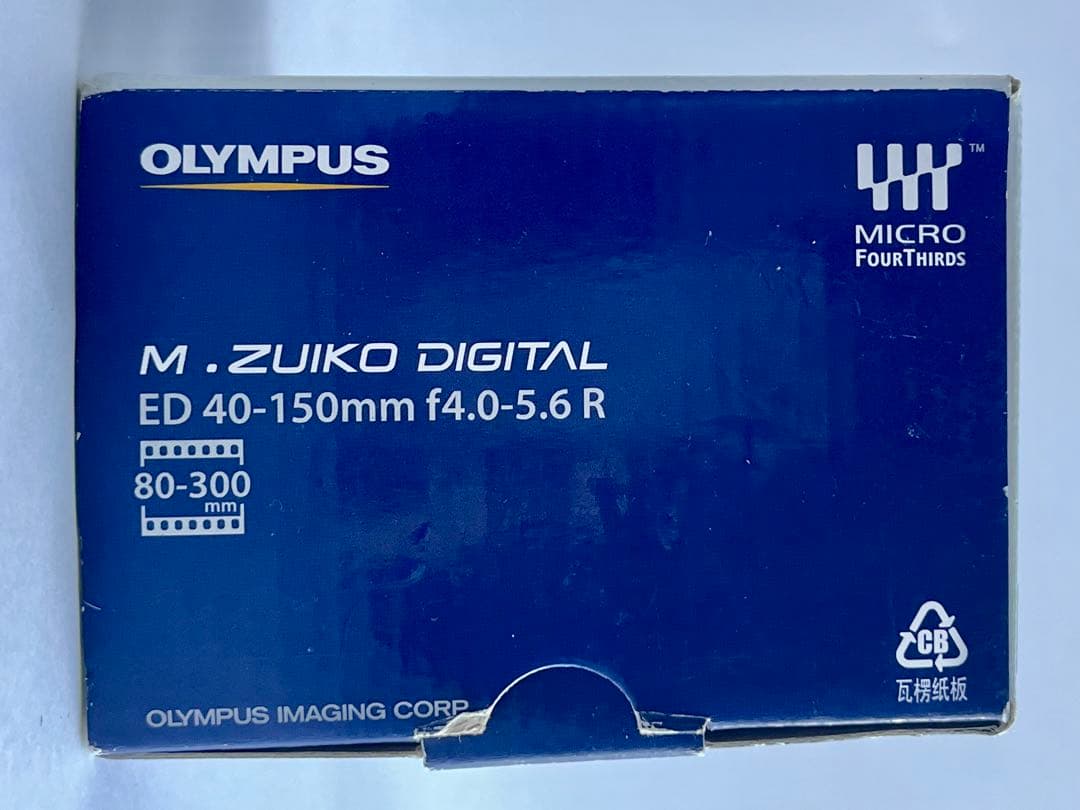 OLYMPUS
TM
MICRO
FOURTHIRDS
M.ZUIKO DIGITAL
ED 40-150mm f4.0-5.6 R
80-300
mm
CB
瓦楞纸板
OLYMPUS IMAGING CORP.